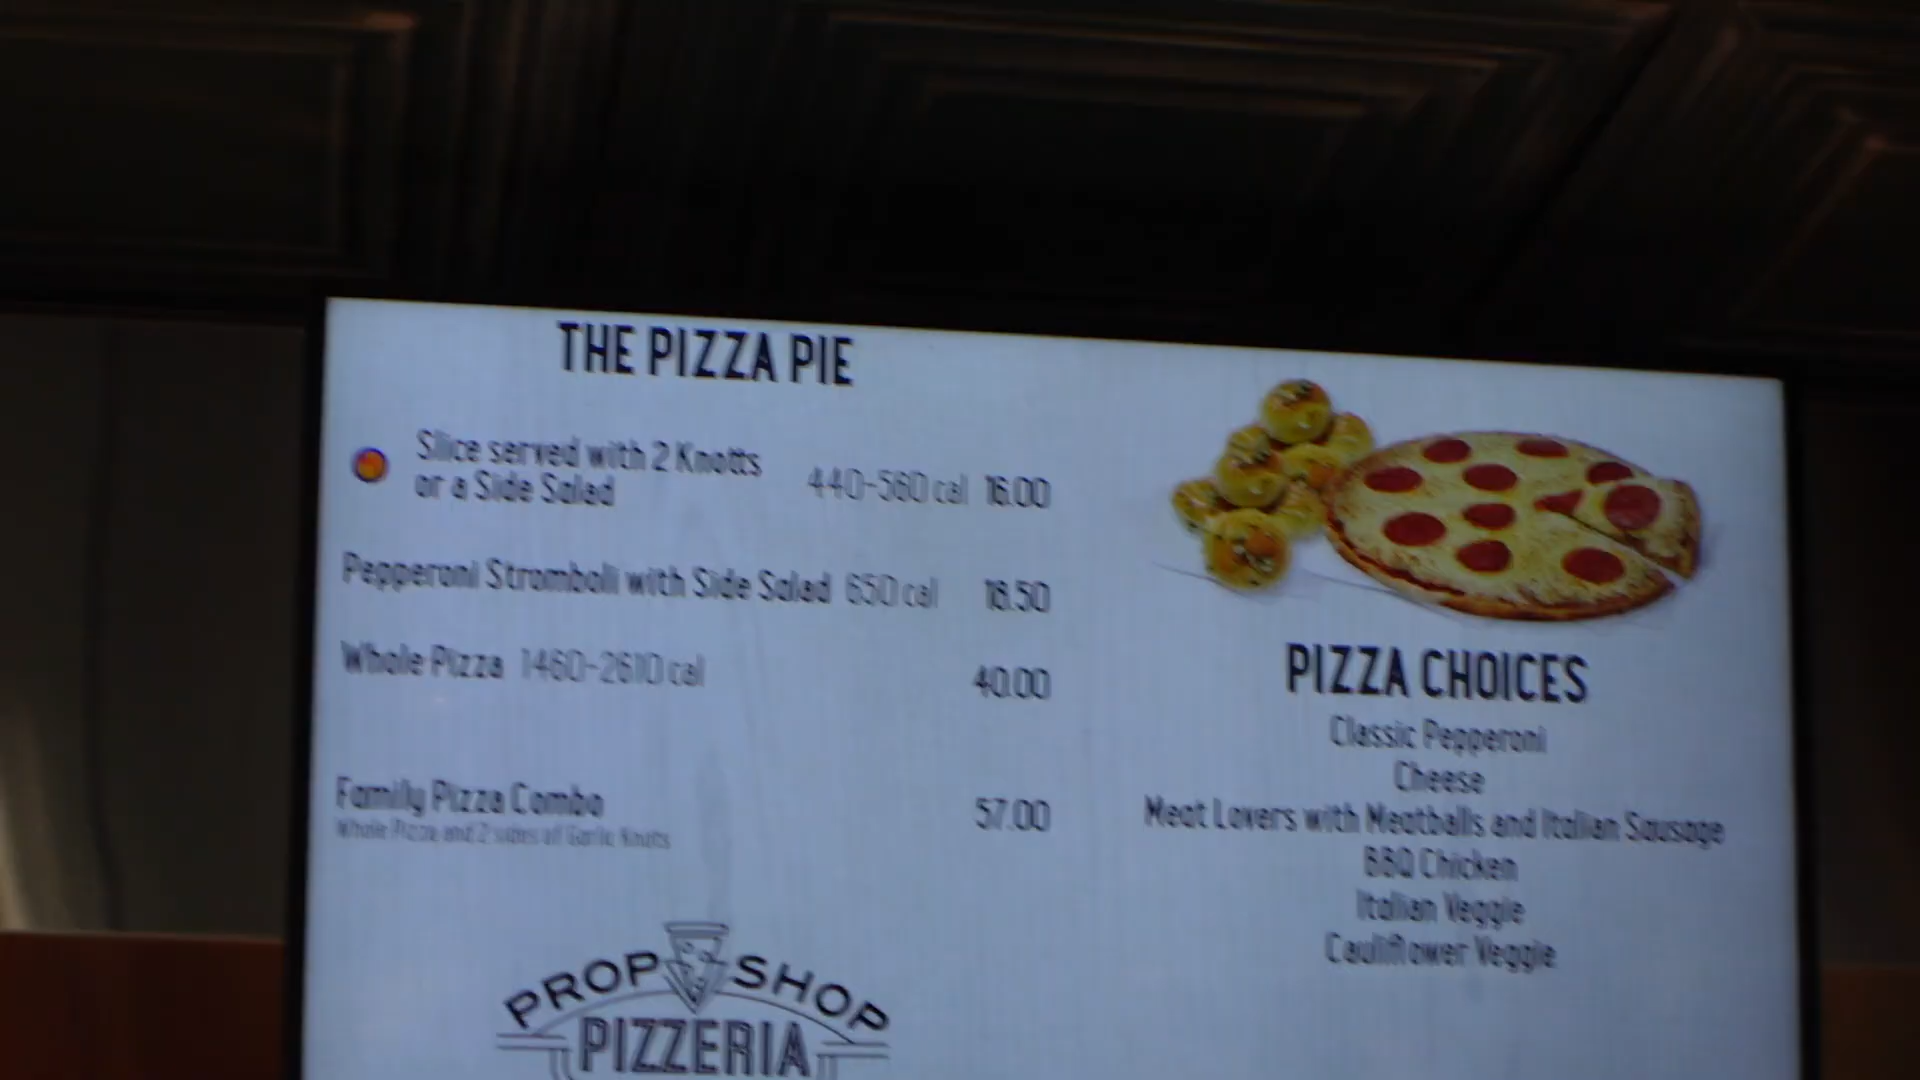 THE PIZZA PIE
Slice served with 2 Knotts
or a Side Salad
440-560 cal 16.00
Pepperoni Stromboli with Side Salad 650 cal 16.50
Whole Pizza 1460-2610 cal 40.00
Family Pizza Combo 57.00
Whole Pizza and 2 sides of Garlic Knots
PROP SHOP
PIZZERIA
PIZZA CHOICES
Classic Pepperoni
Cheese
Meat Lovers with Meatballs and Italian Sausage
BBQ Chicken
Italian Veggie
Cauliflower Veggie